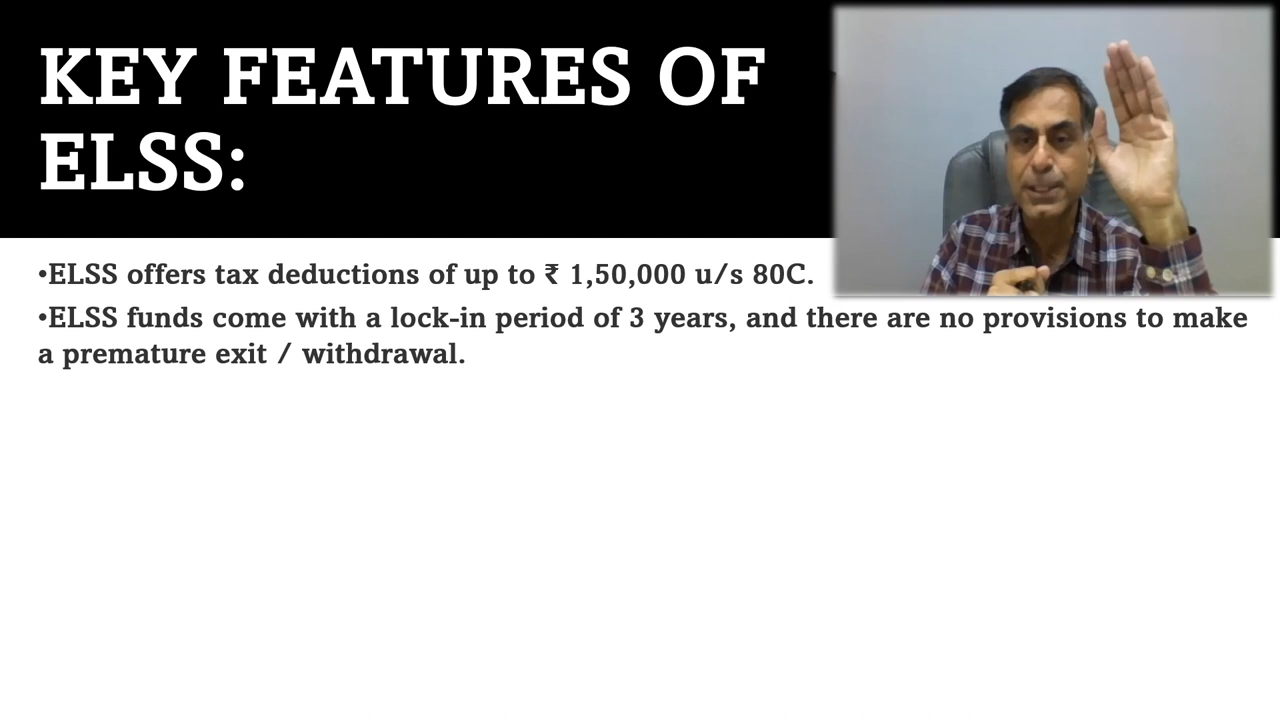 KEY FEATURES OF
ELSS:
•ELSS offers tax deductions of up to ₹ 1,50,000 u/s 80C.
•ELSS funds come with a lock-in period of 3 years, and there are no provisions to make
a premature exit / withdrawal.